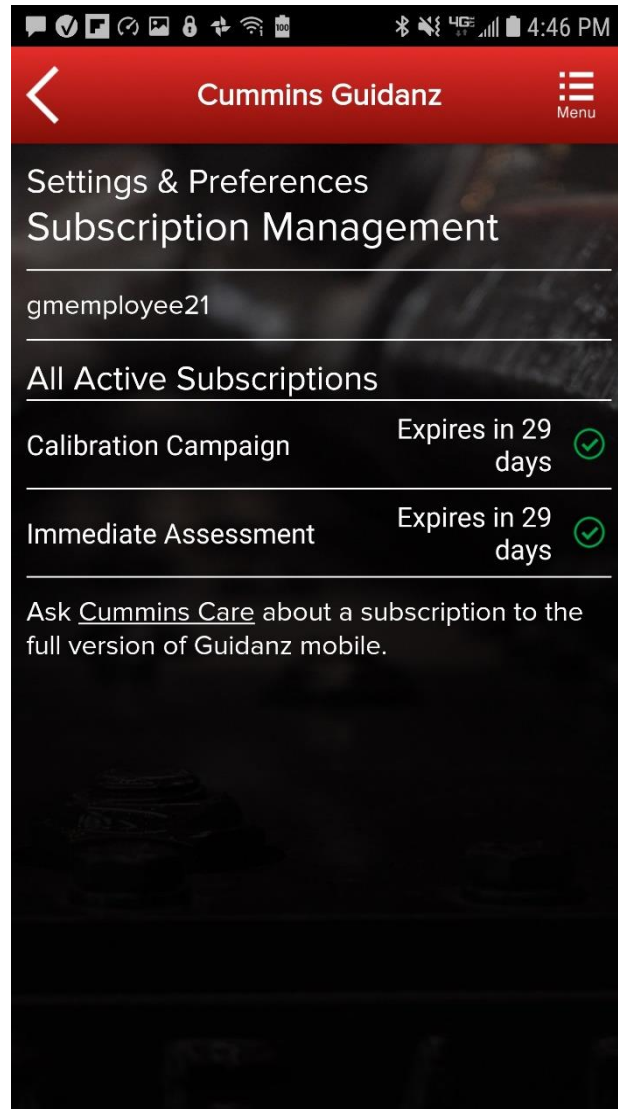 100 4GE 4:46 PM
Cummins Guidanz
Menu
Settings & Preferences
Subscription Management
gmemployee21
All Active Subscriptions
Calibration Campaign Expires in 29
days
Immediate Assessment Expires in 29
days
Ask Cummins Care about a subscription to the
full version of Guidanz mobile.